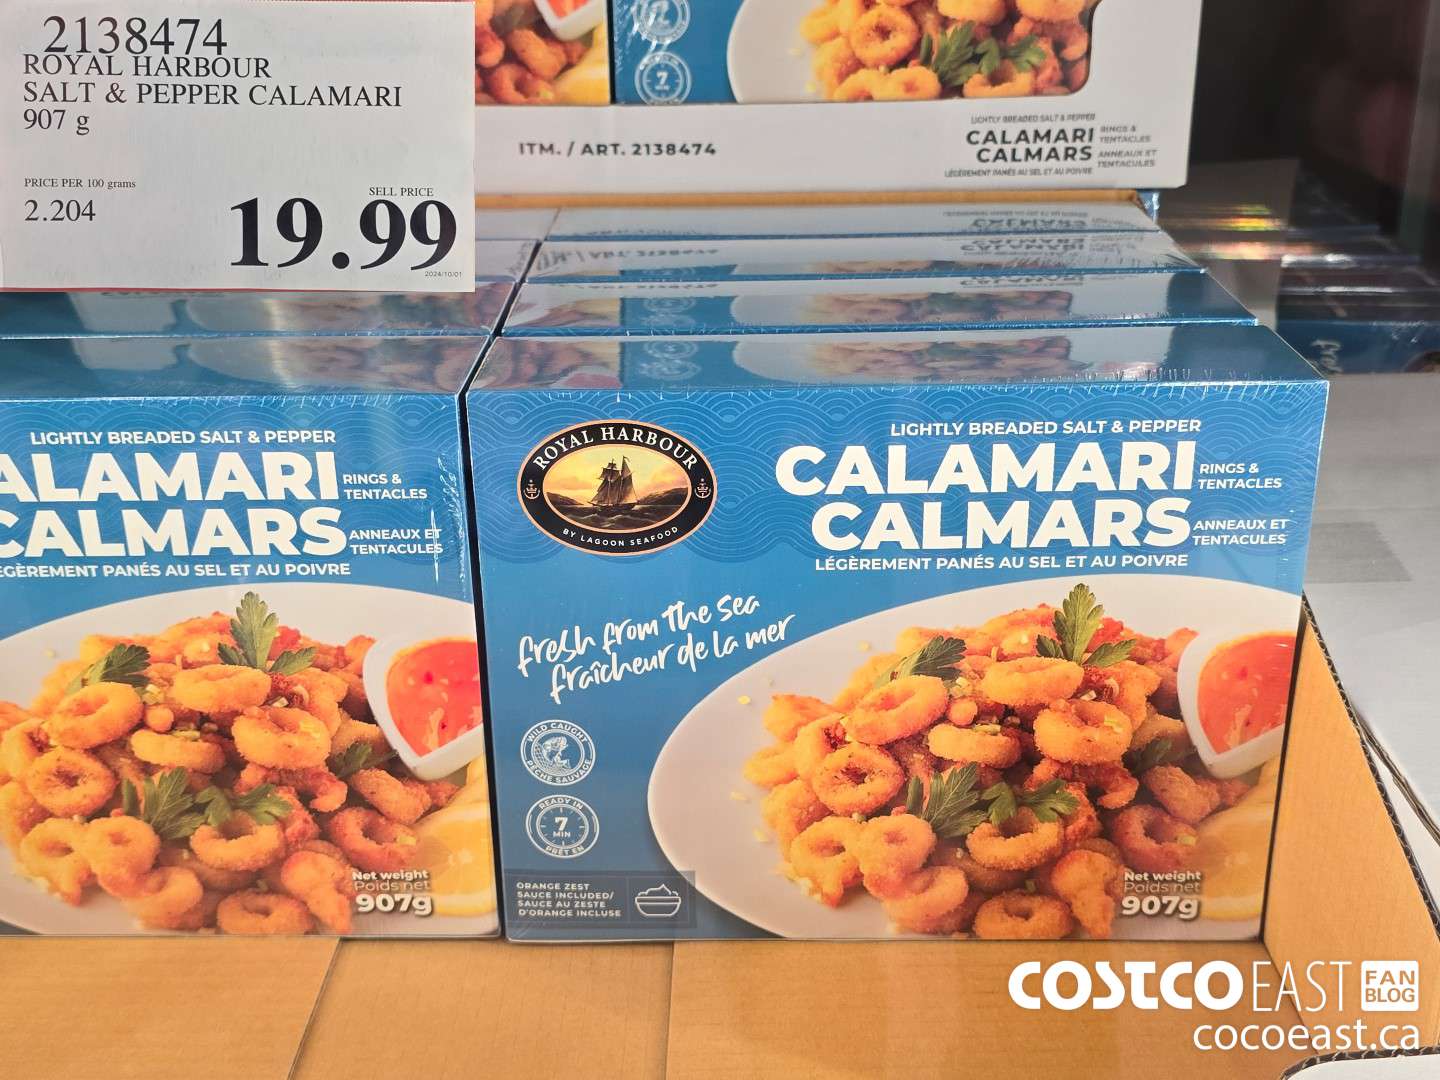 2138474
ROYAL HARBOUR
SALT & PEPPER CALAMARI
907 g
PRICE PER 100 grams
2.204
SELL PRICE
19.99
2024/10/01
7
ITM. / ART. 2138474
LIGHTLY BREADED SALT & PEPPER
CALAMARI RINGS & TENTACLES
CALMARS ANNEAUX ET TENTACULES
LÉGÈREMENT PANÉS AU SEL ET AU POIVRE
LIGHTLY BREADED SALT & PEPPER
ALAMARI RINGS & TENTACLES
CALMARS ANNEAUX ET TENTACULES
ÉGÈREMENT PANÉS AU SEL ET AU POIVRE
Net weight
Poids net
907g
ROYAL HARBOUR
BY LAGOON SEAFOOD
LIGHTLY BREADED SALT & PEPPER
CALAMARI RINGS & TENTACLES
CALMARS ANNEAUX ET TENTACULES
LÉGÈREMENT PANÉS AU SEL ET AU POIVRE
fresh from the sea
fraîcheur de la mer
WILD CAUGHT
PÊCHE SAUVAGE
READY IN
7
MIN
PRÊT EN
ORANGE ZEST
SAUCE INCLUDED/
SAUCE AU ZESTE
D'ORANGE INCLUSE
Net weight
Poids net
907g
COSTCO EAST FAN BLOG
cocoeast.ca